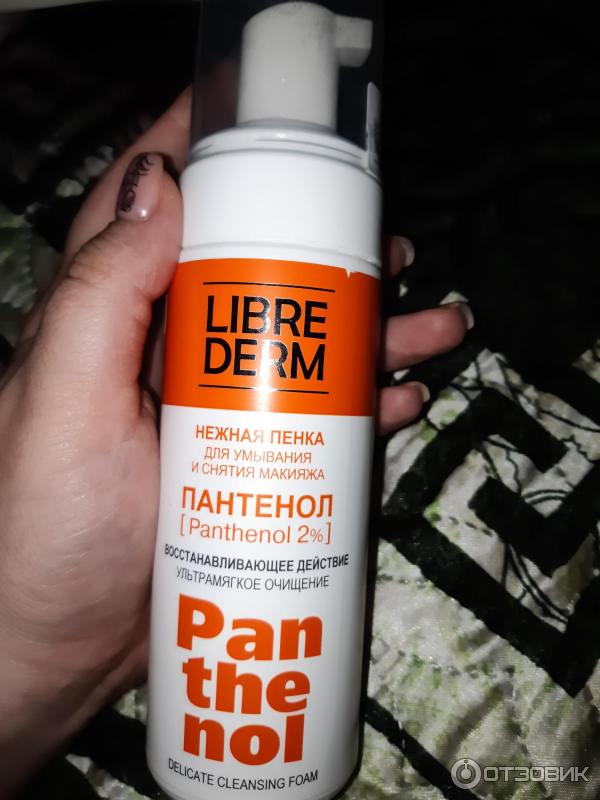 LIBRE
DERM
НЕЖНАЯ ПЕНКА
ДЛЯ УМЫВАНИЯ
И СНЯТИЯ МАКИЯЖА
ПАНТЕНОЛ
[Panthenol 2%]
ВОССТАНАВЛИВАЮЩЕЕ ДЕЙСТВИЕ
УЛЬТРАМЯГКОЕ ОЧИЩЕНИЕ
Pan
the
nol
DELICATE CLEANSING FOAM
ОТЗОВИК